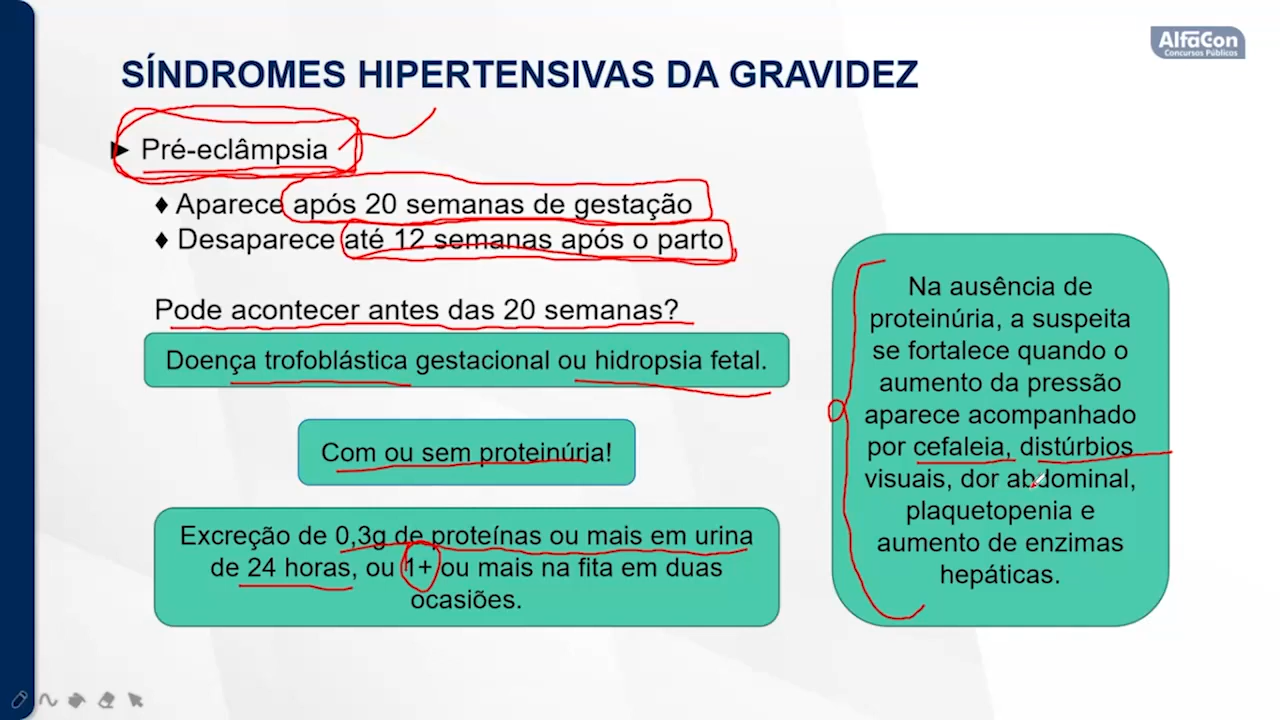 AlfaCon
Concursos Públicos
SÍNDROMES HIPERTENSIVAS DA GRAVIDEZ
► Pré-eclâmpsia
♦ Aparece após 20 semanas de gestação
♦ Desaparece até 12 semanas após o parto
Pode acontecer antes das 20 semanas?
Doença trofoblástica gestacional ou hidropsia fetal.
Com ou sem proteinúria!
Excreção de 0,3g de proteínas ou mais em urina
de 24 horas, ou 1+ ou mais na fita em duas
ocasiões.
Na ausência de
proteinúria, a suspeita
se fortalece quando o
aumento da pressão
aparece acompanhado
por cefaleia, distúrbios
visuais, dor abdominal,
plaquetopenia e
aumento de enzimas
hepáticas.